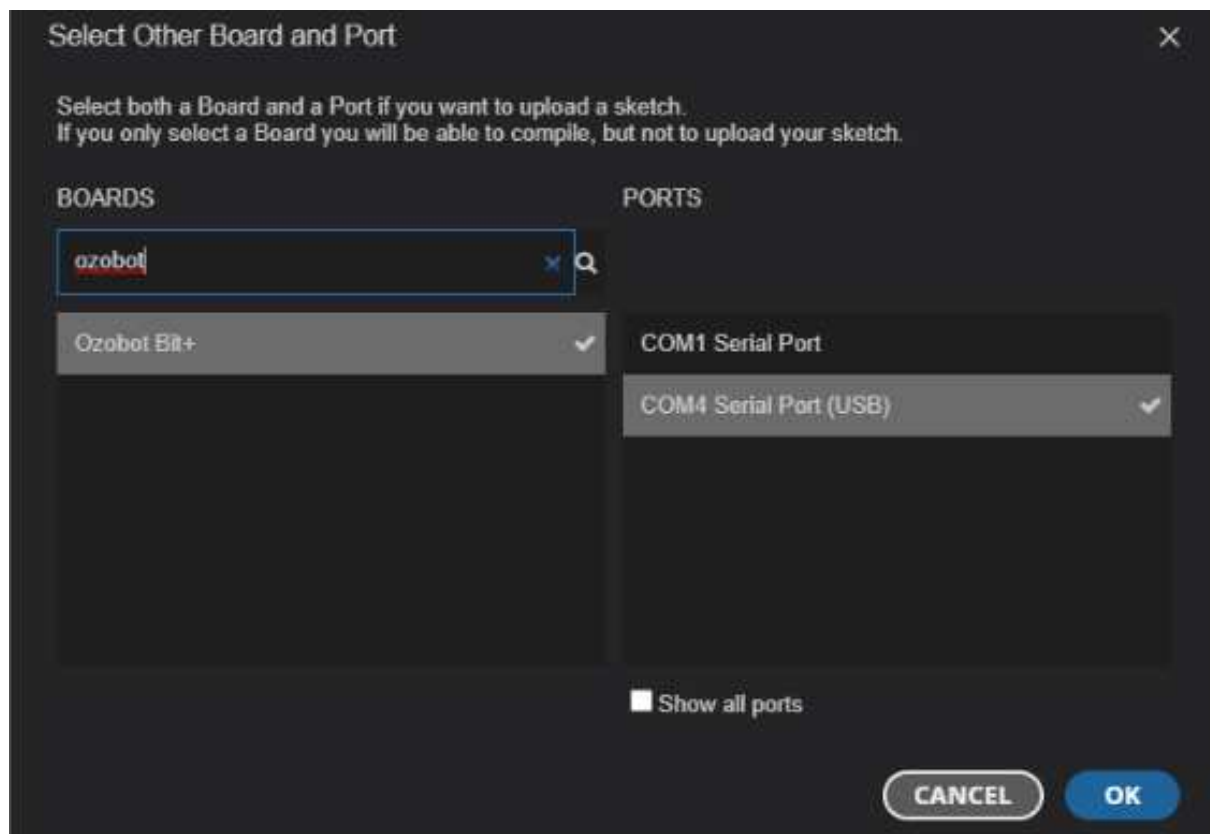 Select Other Board and Port
Select both a Board and a Port if you want to upload a sketch.
If you only select a Board you will be able to compile, but not to upload your sketch.
BOARDS
PORTS
ozobot
Ozobot Bit+
COM1 Serial Port
COM4 Serial Port (USB)
Show all ports
CANCEL
OK